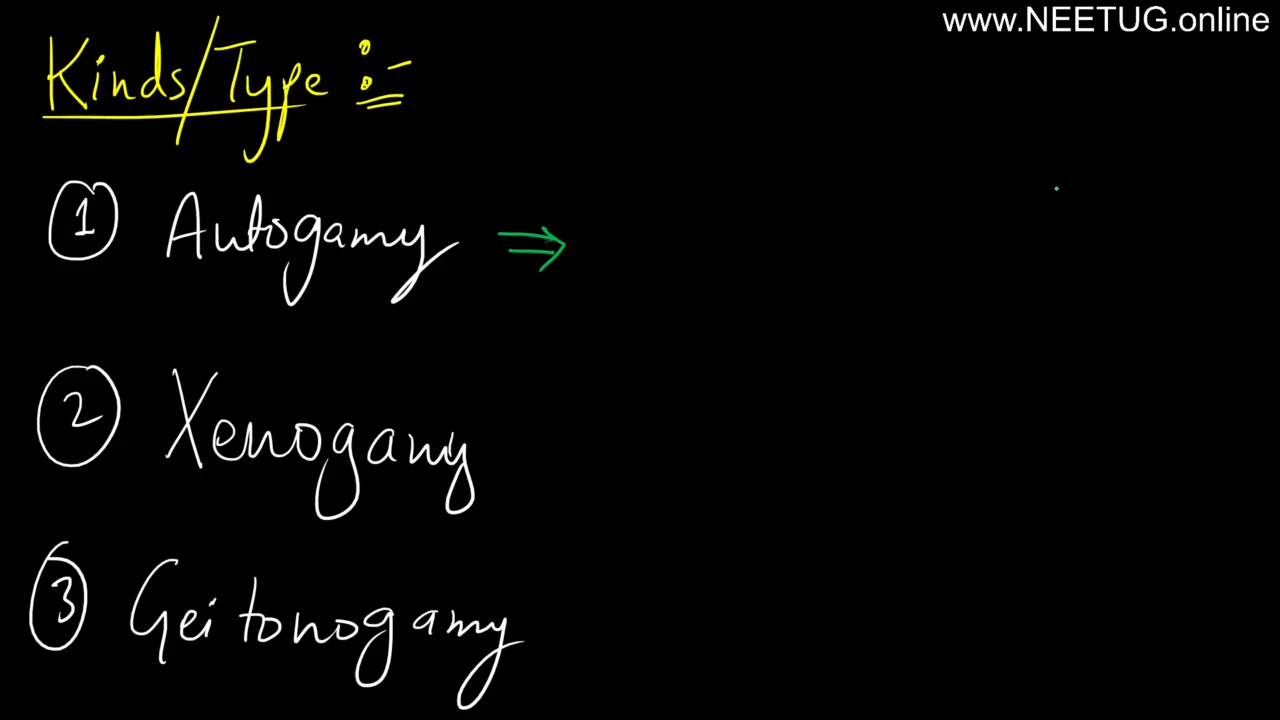 www.NEETUG.online
Kinds/Type :-
1 Autogamy ⇒
2 Xenogamy
3 Geitonogamy